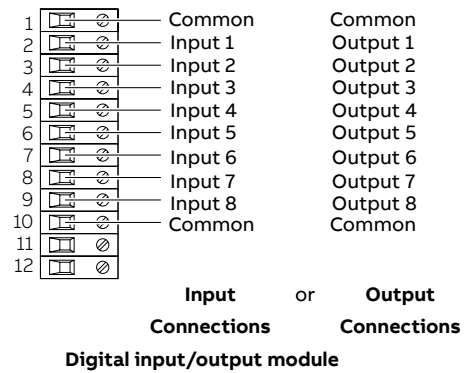 1 Common Common
2 Input 1 Output 1
3 Input 2 Output 2
4 Input 3 Output 3
5 Input 4 Output 4
6 Input 5 Output 5
7 Input 6 Output 6
8 Input 7 Output 7
9 Input 8 Output 8
10 Common Common
11
12
Input or Output
Connections Connections
Digital input/output module